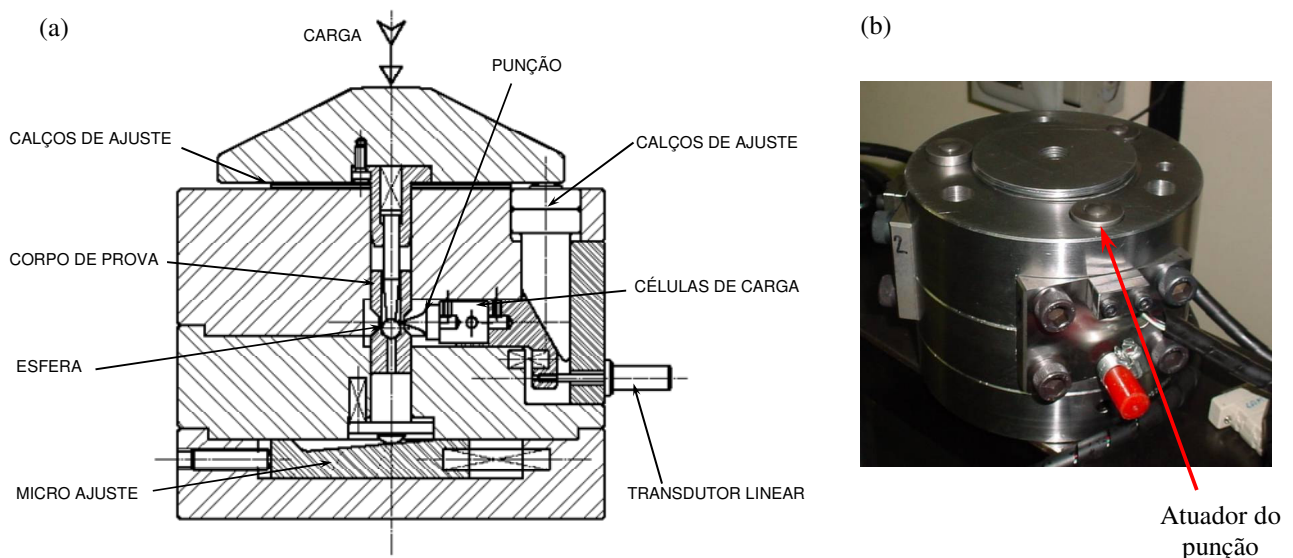 (a)
CARGA
PUNÇÃO
CALÇOS DE AJUSTE
CALÇOS DE AJUSTE
CORPO DE PROVA
CÉLULAS DE CARGA
ESFERA
MICRO AJUSTE
TRANSDUTOR LINEAR
(b)
2
Atuador do
punção